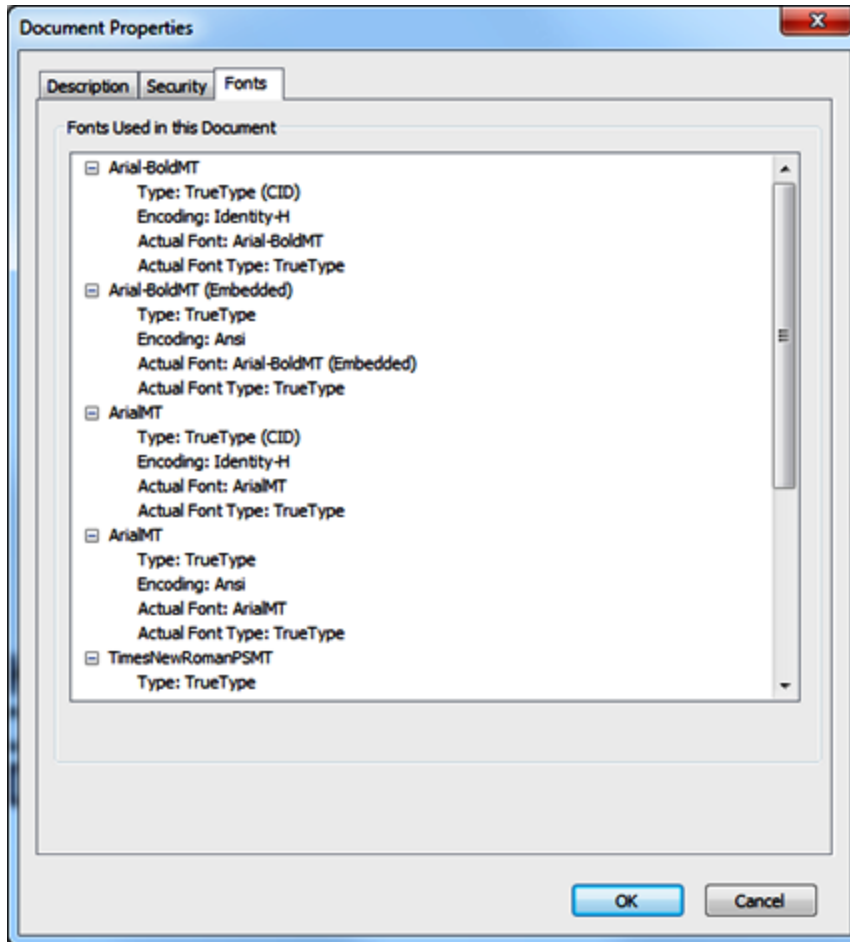 Document Properties
Description Security Fonts
Fonts Used in this Document
Arial-BoldMT
Type: TrueType (CID)
Encoding: Identity-H
Actual Font: Arial-BoldMT
Actual Font Type: TrueType
Arial-BoldMT (Embedded)
Type: TrueType
Encoding: Ansi
Actual Font: Arial-BoldMT (Embedded)
Actual Font Type: TrueType
ArialMT
Type: TrueType (CID)
Encoding: Identity-H
Actual Font: ArialMT
Actual Font Type: TrueType
ArialMT
Type: TrueType
Encoding: Ansi
Actual Font: ArialMT
Actual Font Type: TrueType
TimesNewRomanPSMT
Type: TrueType
OK Cancel